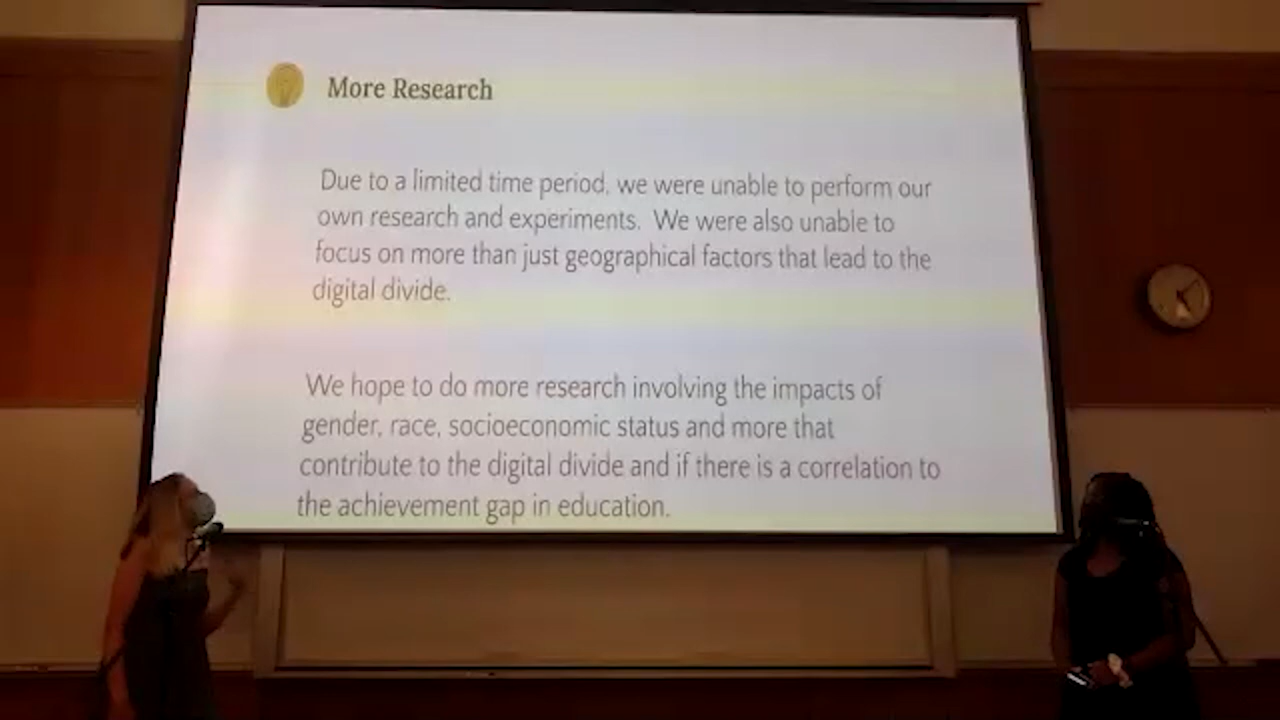 More Research
Due to a limited time period, we were unable to perform our
own research and experiments.  We were also unable to
focus on more than just geographical factors that lead to the
digital divide.
We hope to do more research involving the impacts of
gender, race, socioeconomic status and more that
contribute to the digital divide and if there is a correlation to
the achievement gap in education.